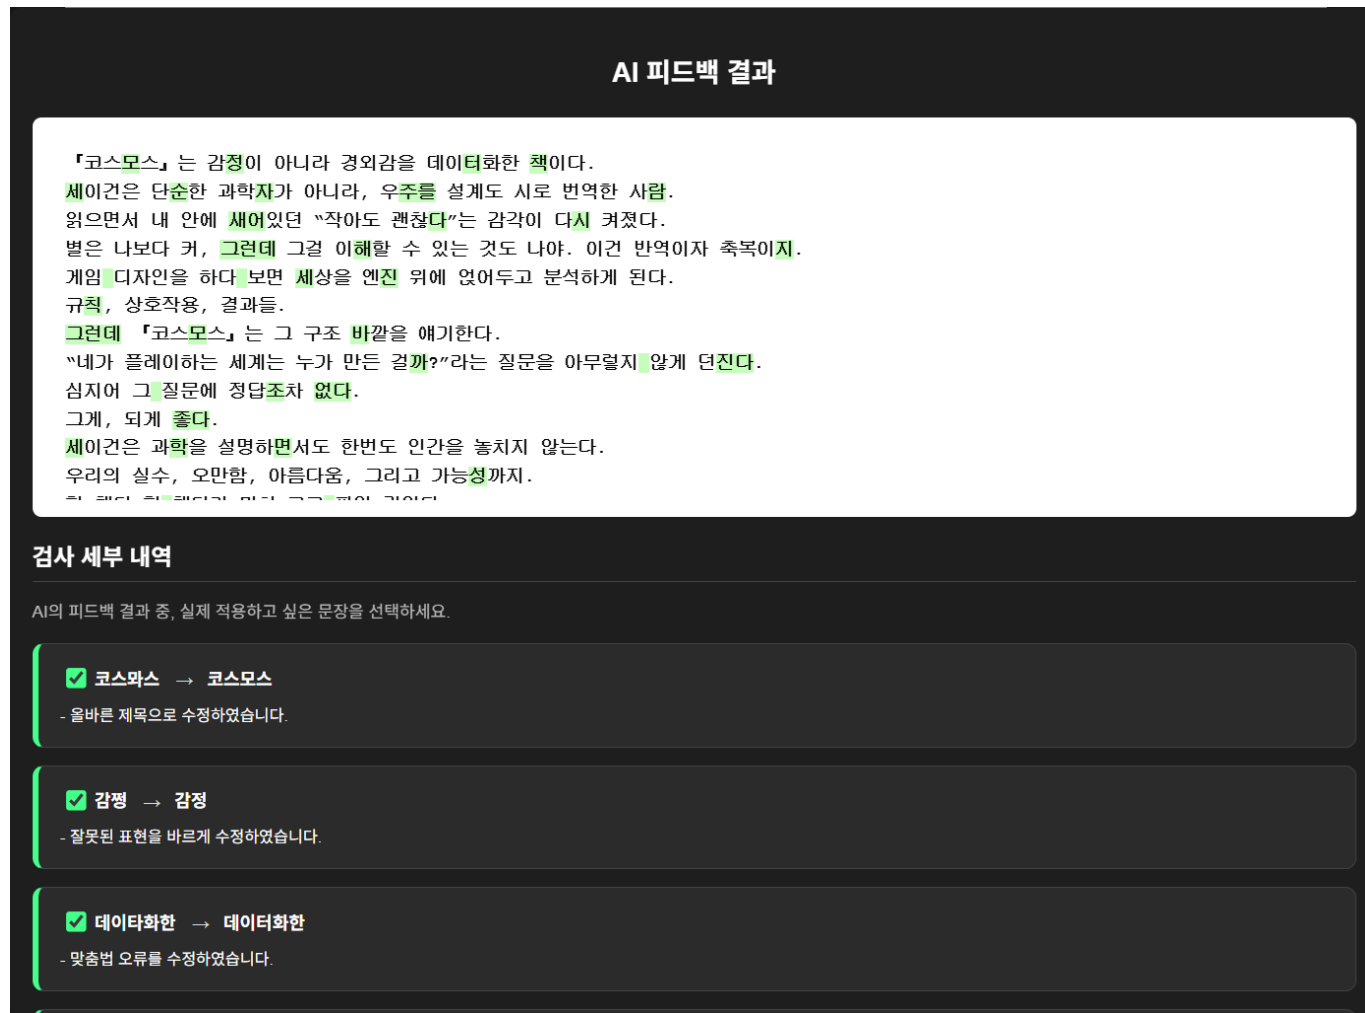 AI 피드백 결과
『코스모스』는 감정이 아니라 경외감을 데이터화한 책이다.
세이건은 단순한 과학자가 아니라, 우주를 설계도 시로 번역한 사람.
읽으면서 내 안에 새어있던 “작아도 괜찮다”는 감각이 다시 켜졌다.
별은 나보다 커, 그런데 그걸 이해할 수 있는 것도 나야. 이건 반역이자 축복이지.
게임 디자인을 하다 보면 세상을 엔진 위에 얹어두고 분석하게 된다.
규칙, 상호작용, 결과들.
그런데 『코스모스』는 그 구조 바깥을 얘기한다.
“네가 플레이하는 세계는 누가 만든 걸까?”라는 질문을 아무렇지 않게 던진다.
심지어 그 질문에 정답조차 없다.
그게, 되게 좋다.
세이건은 과학을 설명하면서도 한번도 인간을 놓치지 않는다.
우리의 실수, 오만함, 아름다움, 그리고 가능성까지.
검사 세부 내역
AI의 피드백 결과 중, 실제 적용하고 싶은 문장을 선택하세요.
코스뫄스 → 코스모스
- 올바른 제목으로 수정하였습니다.
감쩡 → 감정
- 잘못된 표현을 바르게 수정하였습니다.
데이타화한 → 데이터화한
- 맞춤법 오류를 수정하였습니다.